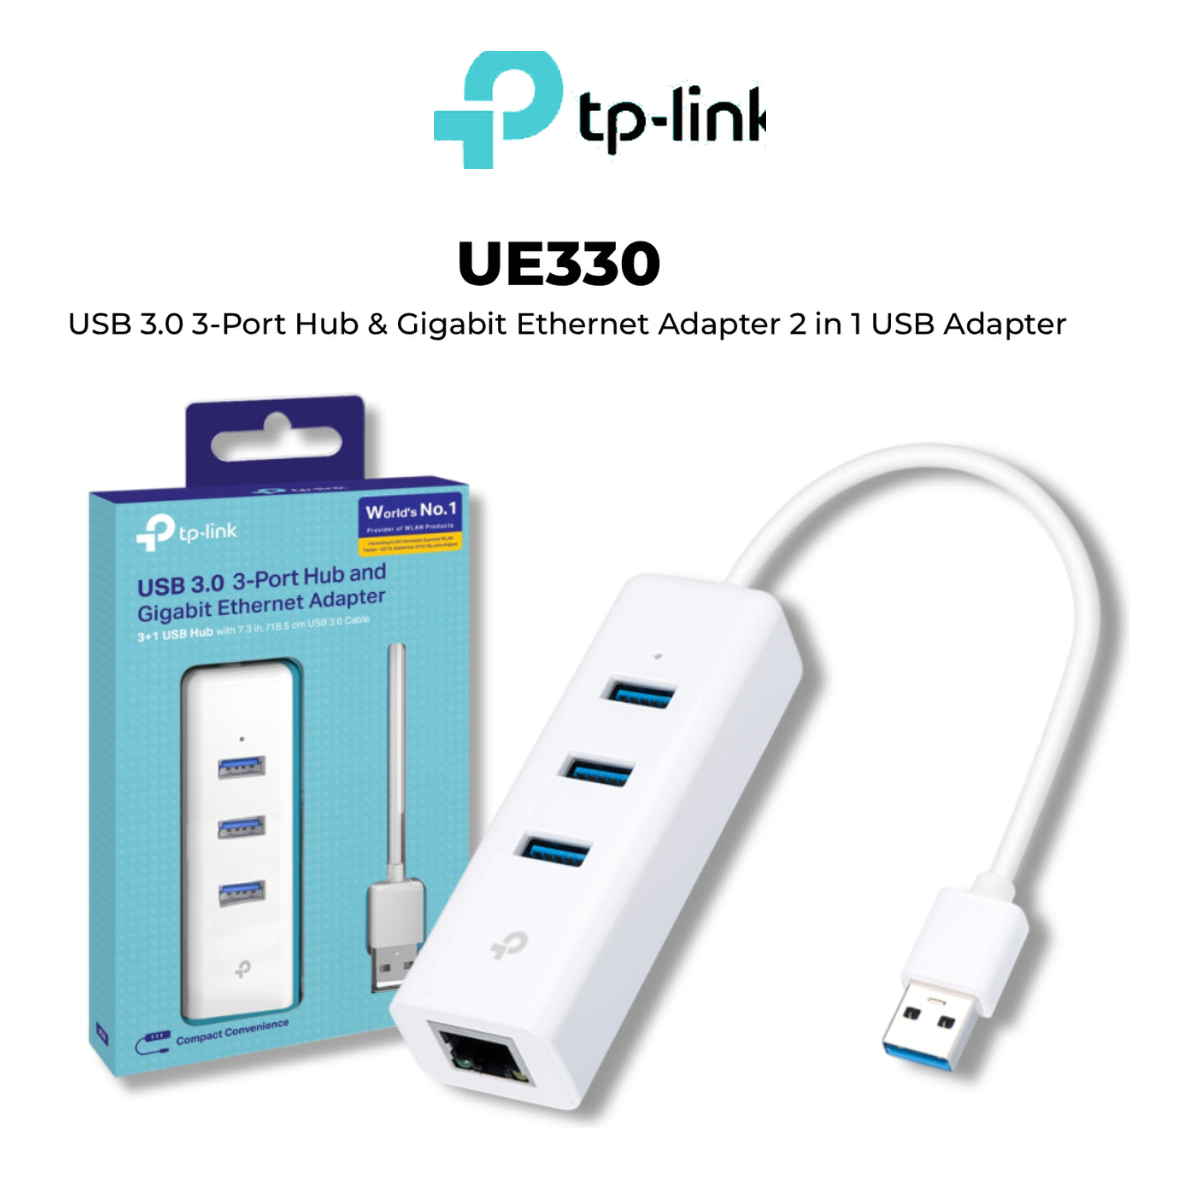 tp-link
UE330
USB 3.0 3-Port Hub & Gigabit Ethernet Adapter 2 in 1 USB Adapter
tp-link
World's No.1
Provider of WLAN Products
USB 3.0 3-Port Hub and
Gigabit Ethernet Adapter
3+1 USB Hub with 7.3 in. /18.5 cm USB 3.0 Cable
Compact Convenience